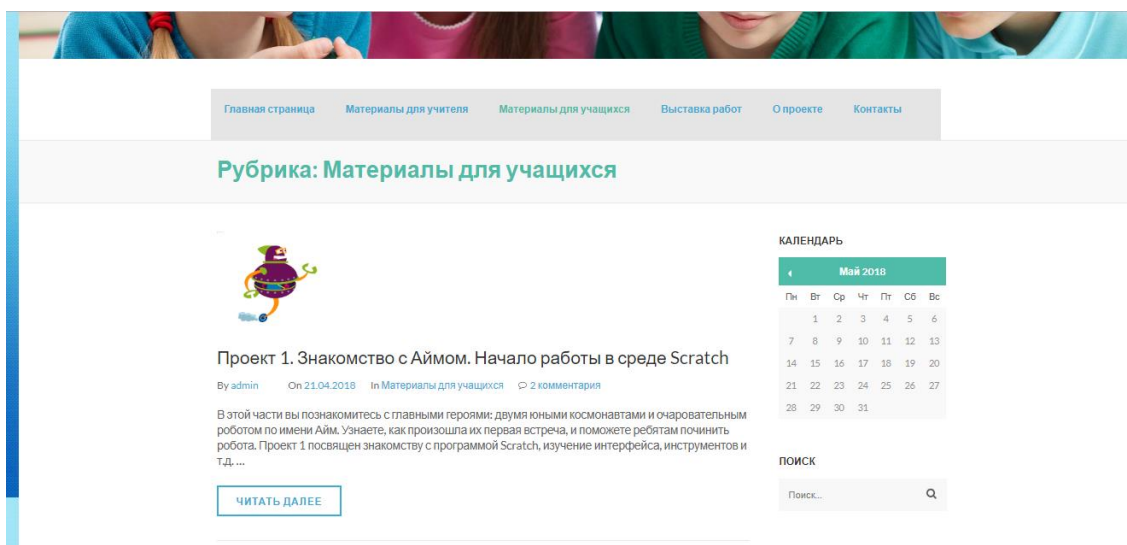 Главная страница Материалы для учителя Материалы для учащихся Выставка работ О проекте Контакты
Рубрика: Материалы для учащихся
Проект 1. Знакомство с Аймом. Начало работы в среде Scratch
By admin On 21.04.2018 In Материалы для учащихся 2 комментария
В этой части вы познакомитесь с главными героями: двумя юными космонавтами и очаровательным
роботом по имени Айм. Узнаете, как произошла их первая встреча, и поможете ребятам починить
робота. Проект 1 посвящен знакомству с программой Scratch, изучение интерфейса, инструментов и
т.д. ...
ЧИТАТЬ ДАЛЕЕ
КАЛЕНДАРЬ
Май 2018
Пн Вт Ср Чт Пт Сб Вс
1 2 3 4 5 6
7 8 9 10 11 12 13
14 15 16 17 18 19 20
21 22 23 24 25 26 27
28 29 30 31
ПОИСК
Поиск...